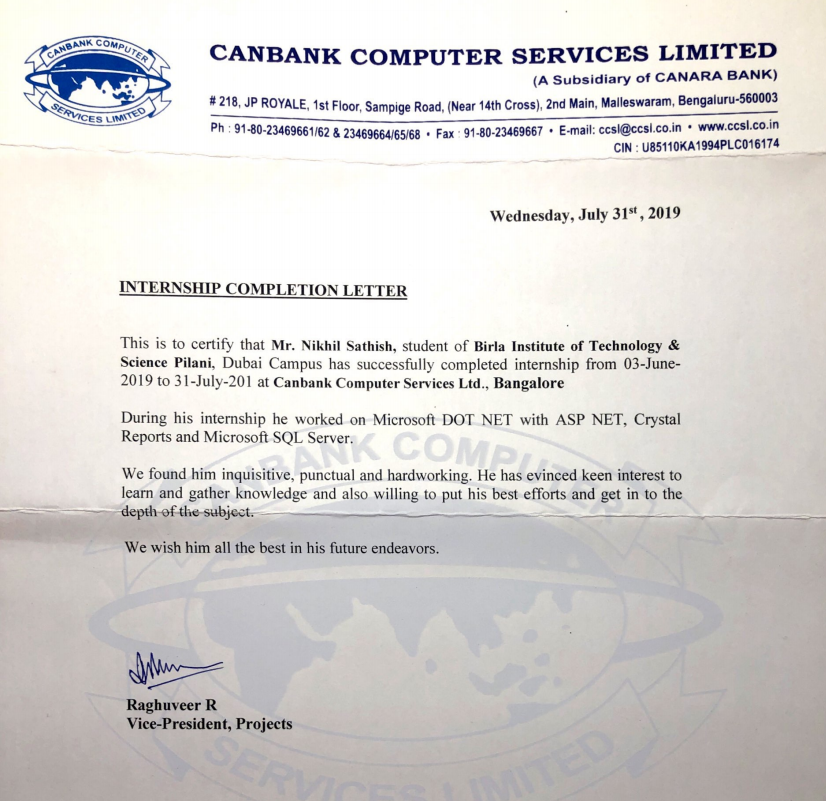 CANBANK COMPUTER
SERVICES LIMITED
CANBANK COMPUTER SERVICES LIMITED
(A Subsidiary of CANARA BANK)
# 218, JP ROYALE, 1st Floor, Sampige Road, (Near 14th Cross), 2nd Main, Malleswaram, Bengaluru-560003
Ph : 91-80-23469661/62 & 23469664/65/68 • Fax : 91-80-23469667 • E-mail: ccsl@ccsl.co.in • www.ccsl.co.in
CIN : U85110KA1994PLC016174
Wednesday, July 31st, 2019
INTERNSHIP COMPLETION LETTER
This is to certify that Mr. Nikhil Sathish, student of Birla Institute of Technology &
Science Pilani, Dubai Campus has successfully completed internship from 03-June-
2019 to 31-July-201 at Canbank Computer Services Ltd., Bangalore
During his internship he worked on Microsoft DOT NET with ASP NET, Crystal
Reports and Microsoft SQL Server.
We found him inquisitive, punctual and hardworking. He has evinced keen interest to
learn and gather knowledge and also willing to put his best efforts and get in to the
depth of the subject.
We wish him all the best in his future endeavors.
Raghuveer R
Vice-President, Projects
CANBANK COMPUTER
SERVICES LIMITED